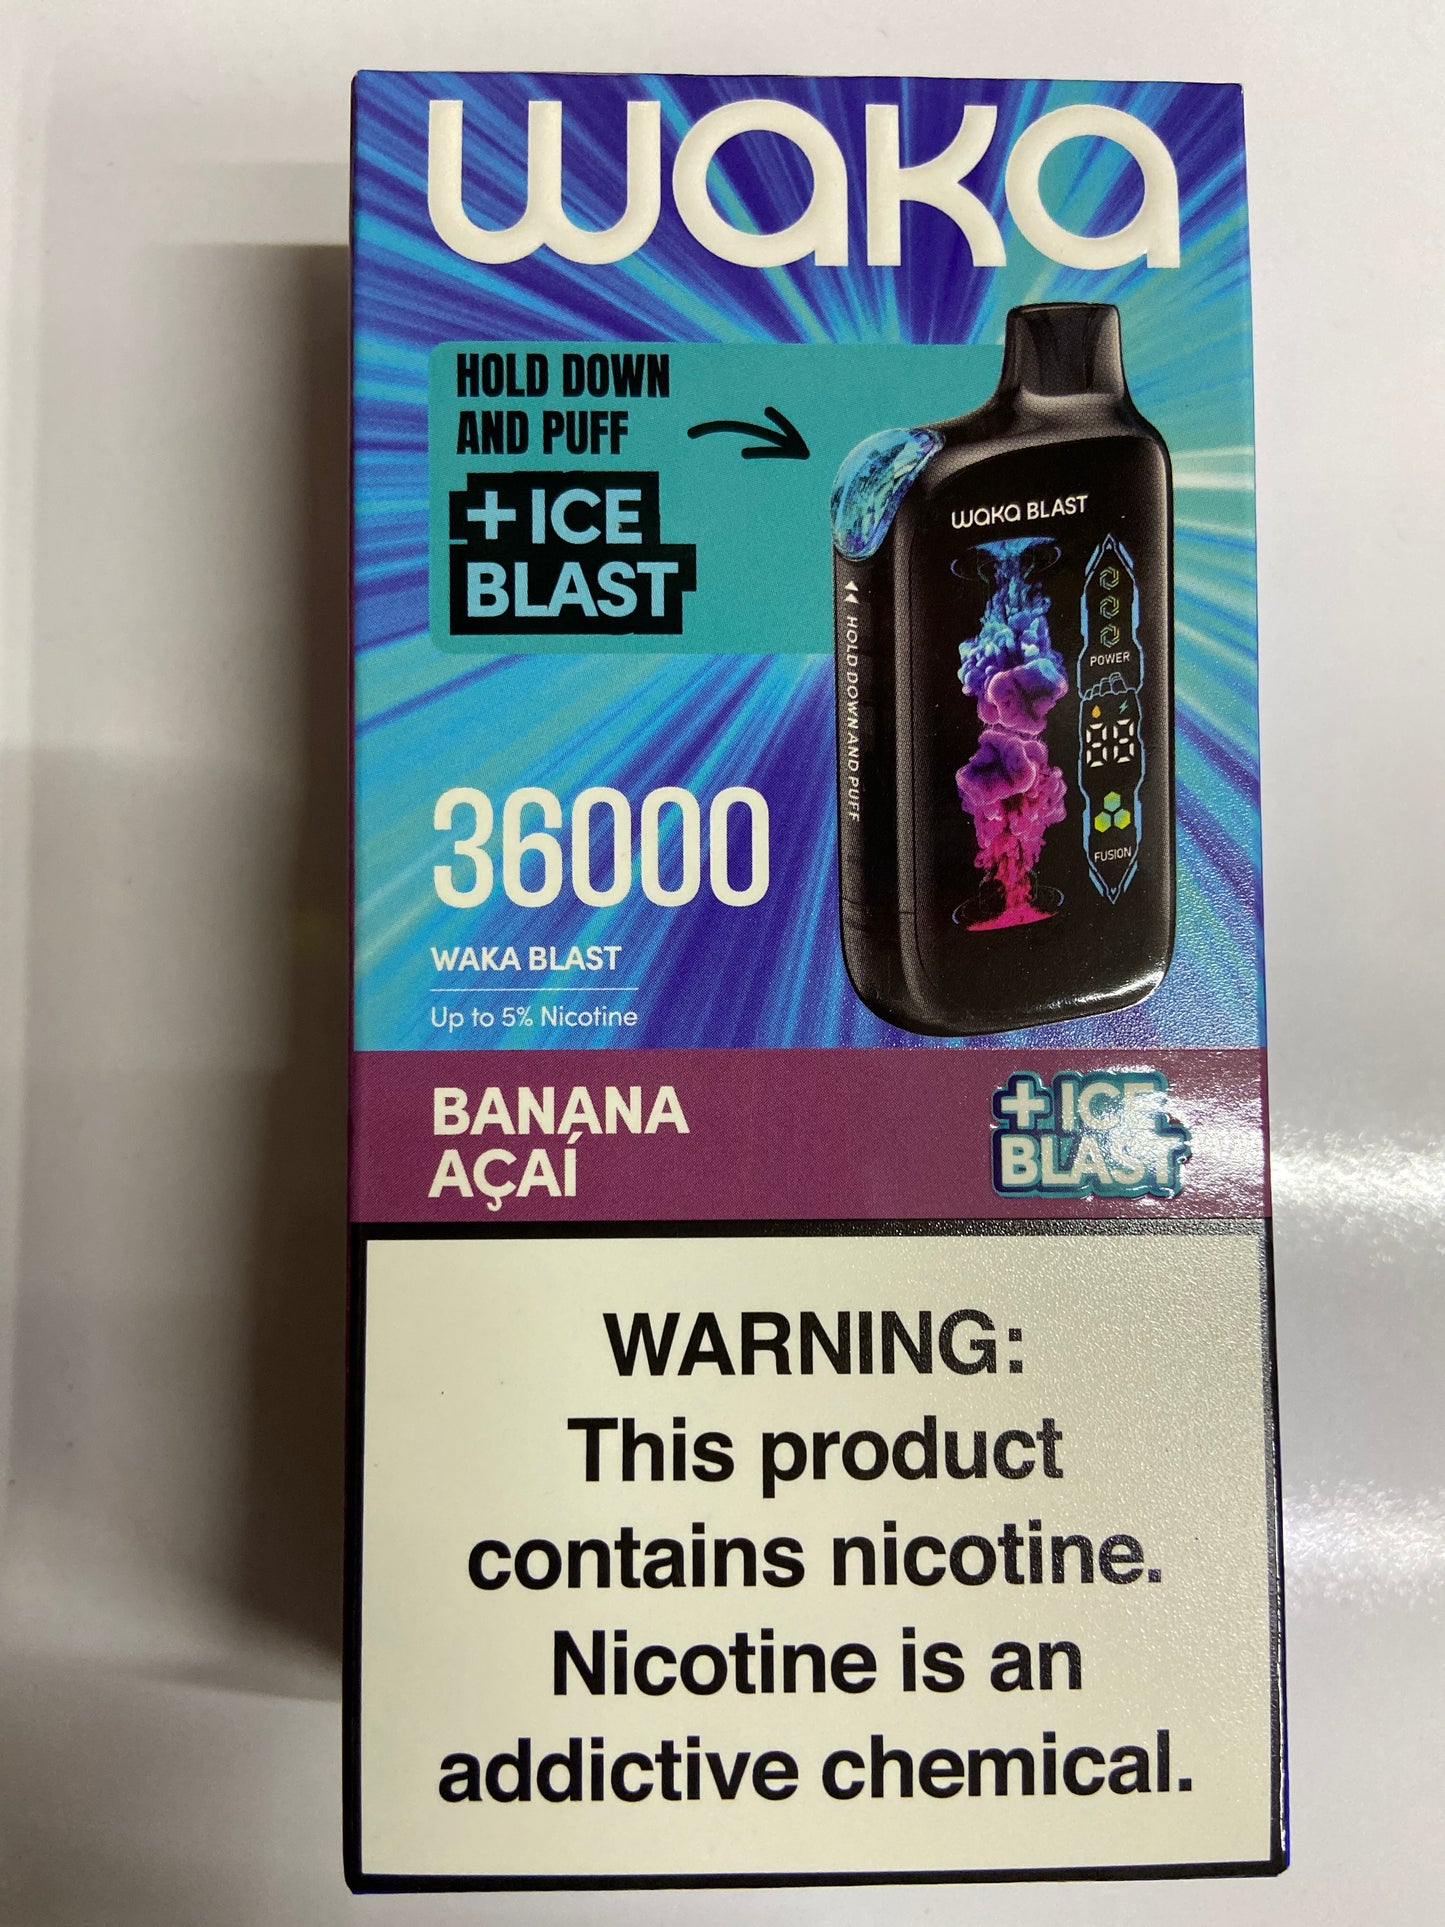 waka
HOLD DOWN
AND PUFF
+ ICE
BLAST
waka BLAST
HOLD DOWN AND PUFF
POWER
88
FUSION
36000
WAKA BLAST
Up to 5% Nicotine
BANANA
AÇAÍ
+ ICE
BLAST
WARNING:
This product
contains nicotine.
Nicotine is an
addictive chemical.